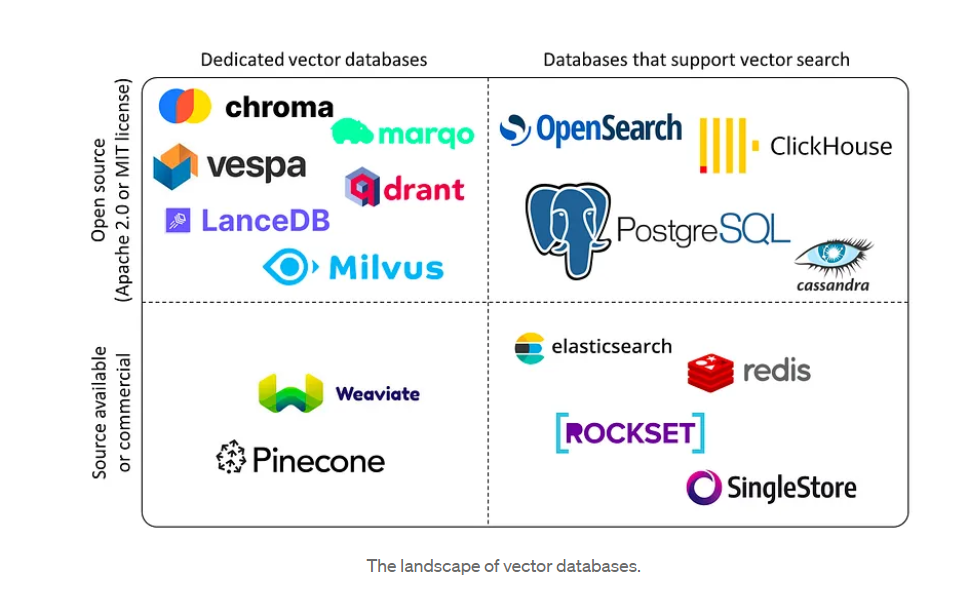 Dedicated vector databases
Databases that support vector search
Open source
(Apache 2.0 or MIT license)
chroma
marqo
vespa
qdrant
LanceDB
Milvus
OpenSearch
ClickHouse
PostgreSQL
cassandra
Source available
or commercial
Weaviate
Pinecone
elasticsearch
redis
[ROCKSET]
SingleStore
The landscape of vector databases.